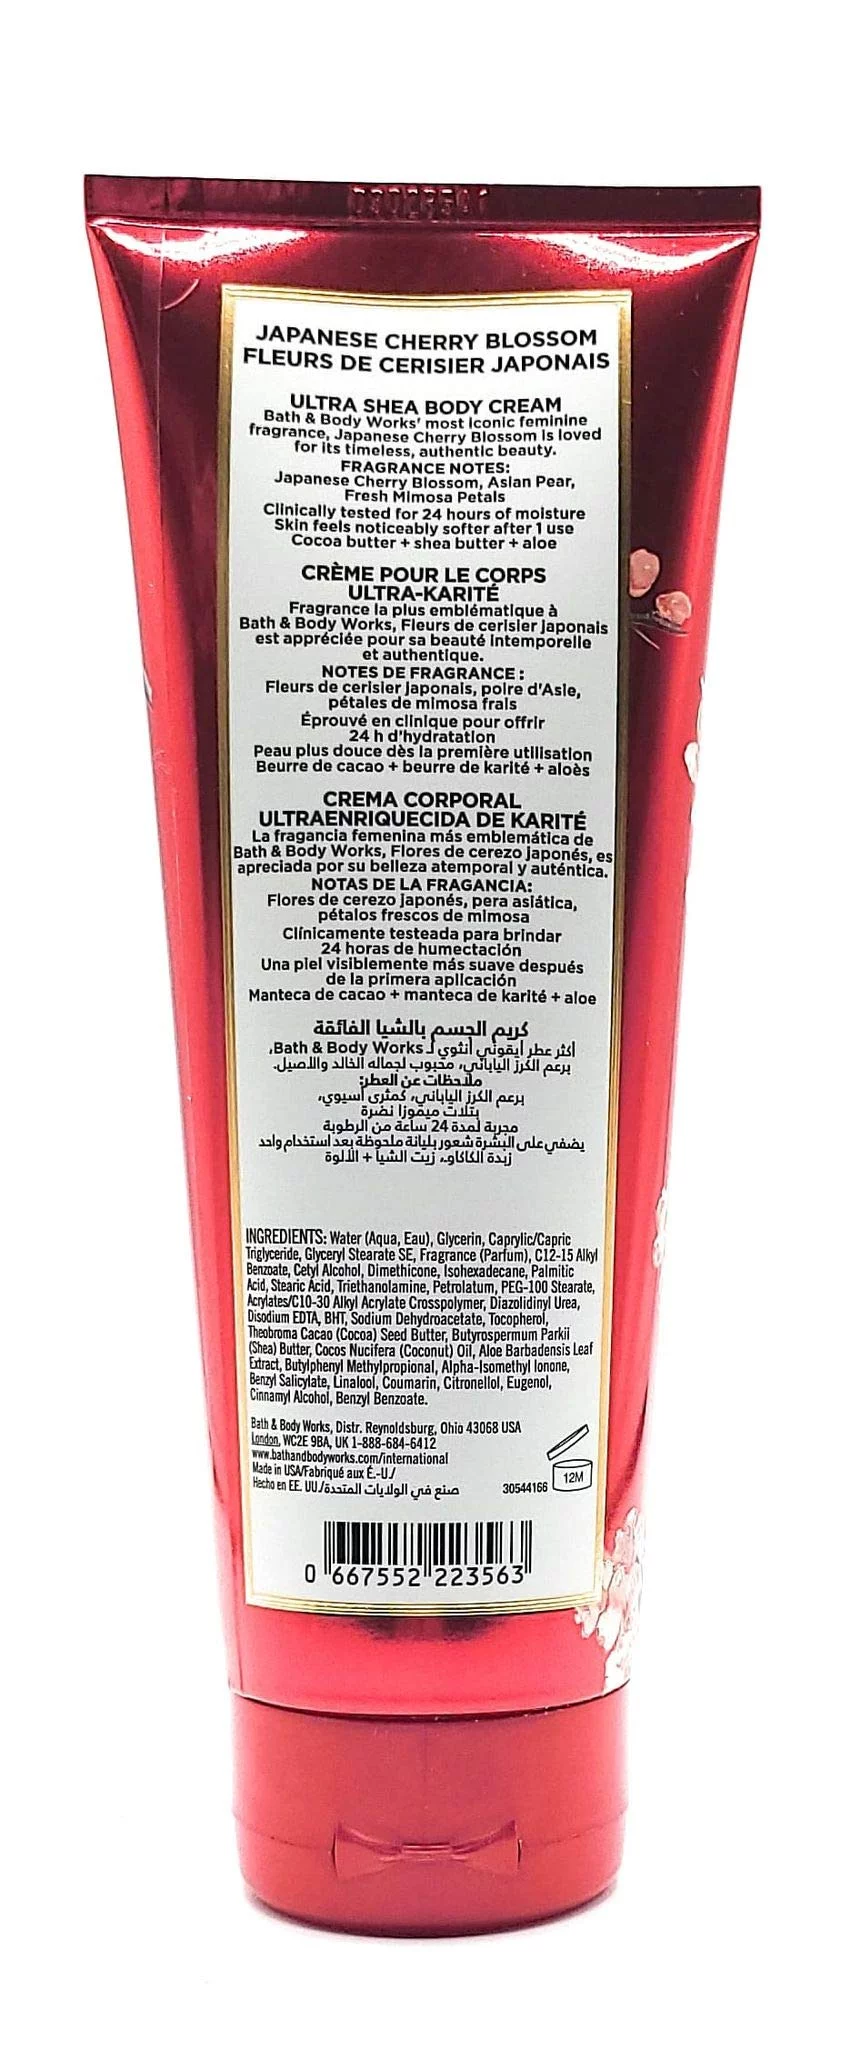 JAPANESE CHERRY BLOSSOM
FLEURS DE CERISIER JAPONAIS
ULTRA SHEA BODY CREAM
Bath & Body Works' most iconic feminine
fragrance, Japanese Cherry Blossom is loved
for its timeless, authentic beauty.
FRAGRANCE NOTES:
Japanese Cherry Blossom, Asian Pear,
Fresh Mimosa Petals
Clinically tested for 24 hours of moisture
Skin feels noticeably softer after 1 use
Cocoa butter + shea butter + aloe
CRÈME POUR LE CORPS
ULTRA-KARITÉ
Fragrance la plus emblématique à
Bath & Body Works, Fleurs de cerisier japonais
est appréciée pour sa beauté intemporelle
et authentique.
NOTES DE FRAGRANCE :
Fleurs de cerisier japonais, poire d'Asie,
pétales de mimosa frais
Éprouvé en clinique pour offrir
24 h d'hydratation
Peau plus douce dès la première utilisation
Beurre de cacao + beurre de karité + aloès
CREMA CORPORAL
ULTRAENRIQUECIDA DE KARITÉ
La fragancia femenina más emblemática de
Bath & Body Works, Flores de cerezo japonés, es
apreciada por su belleza atemporal y auténtica.
NOTAS DE LA FRAGANCIA:
Flores de cerezo japonés, pera asiática,
pétalos frescos de mimosa
Clínicamente testeada para brindar
24 horas de humectación
Una piel visiblemente más suave después
de la primera aplicación
Manteca de cacao + manteca de karité + aloe
كريم الجسم بالشيا الفائقة
أكثر عطر أيقوني أنثوي لـ Bath & Body Works،
برعم الكرز الياباني، محبوب لجماله الخالد والأصيل.
ملاحظات عن العطر:
برعم الكرز الياباني، كمثرى آسيوي،
بتلات ميموزا نضرة
مجربة لمدة 24 ساعة من الرطوبة
يضفي على البشرة شعور بليانة ملحوظة بعد استخدام واحد
زبدة الكاكاو، زيت الشيا + الألوة
INGREDIENTS: Water (Aqua, Eau), Glycerin, Caprylic/Capric
Triglyceride, Glyceryl Stearate SE, Fragrance (Parfum), C12-15 Alkyl
Benzoate, Cetyl Alcohol, Dimethicone, Isohexadecane, Palmitic
Acid, Stearic Acid, Triethanolamine, Petrolatum, PEG-100 Stearate,
Acrylates/C10-30 Alkyl Acrylate Crosspolymer, Diazolidinyl Urea,
Disodium EDTA, BHT, Sodium Dehydroacetate, Tocopherol,
Theobroma Cacao (Cocoa) Seed Butter, Butyrospermum Parkii
(Shea) Butter, Cocos Nucifera (Coconut) Oil, Aloe Barbadensis Leaf
Extract, Butylphenyl Methylpropional, Alpha-Isomethyl Ionone,
Benzyl Salicylate, Linalool, Coumarin, Citronellol, Eugenol,
Cinnamyl Alcohol, Benzyl Benzoate.
Bath & Body Works, Distr. Reynoldsburg, Ohio 43068 USA
London, WC2E 9BA, UK 1-888-684-6412
www.bathandbodyworks.com/international
Made in USA/Fabriqué aux É.-U./
Hecho en EE. UU./صنع في الولايات المتحدة
30544166
12M
0 667552 223563